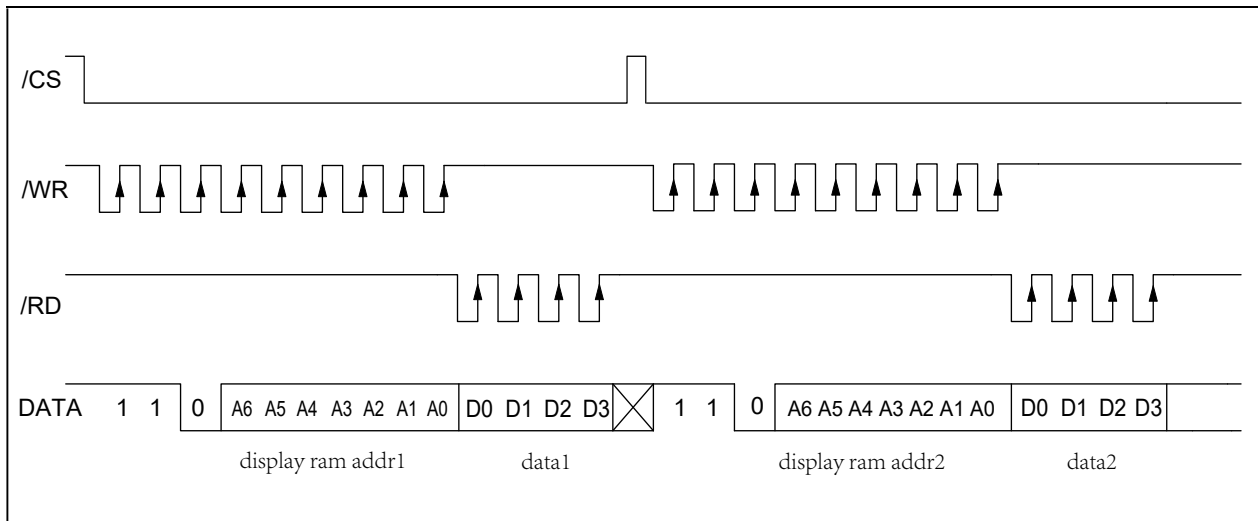 /CS
/WR
/RD
DATA 1 1 0 A6 A5 A4 A3 A2 A1 A0 D0 D1 D2 D3 1 1 0 A6 A5 A4 A3 A2 A1 A0 D0 D1 D2 D3
display ram addr1 data1 display ram addr2 data2